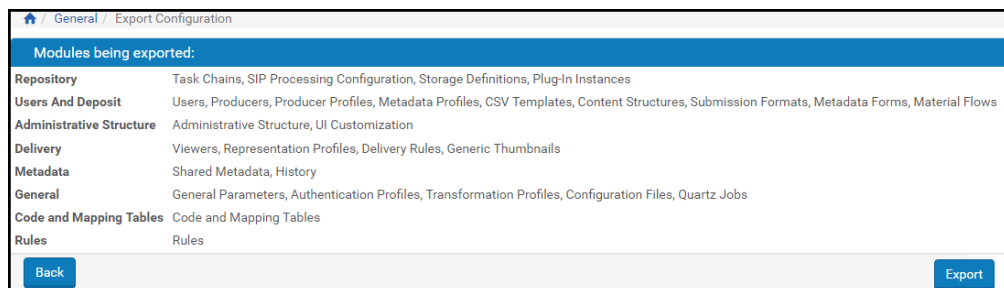 / General / Export Configuration
Modules being exported:
Repository Task Chains, SIP Processing Configuration, Storage Definitions, Plug-In Instances
Users And Deposit Users, Producers, Producer Profiles, Metadata Profiles, CSV Templates, Content Structures, Submission Formats, Metadata Forms, Material Flows
Administrative Structure Administrative Structure, UI Customization
Delivery Viewers, Representation Profiles, Delivery Rules, Generic Thumbnails
Metadata Shared Metadata, History
General General Parameters, Authentication Profiles, Transformation Profiles, Configuration Files, Quartz Jobs
Code and Mapping Tables Code and Mapping Tables
Rules Rules
Back Export